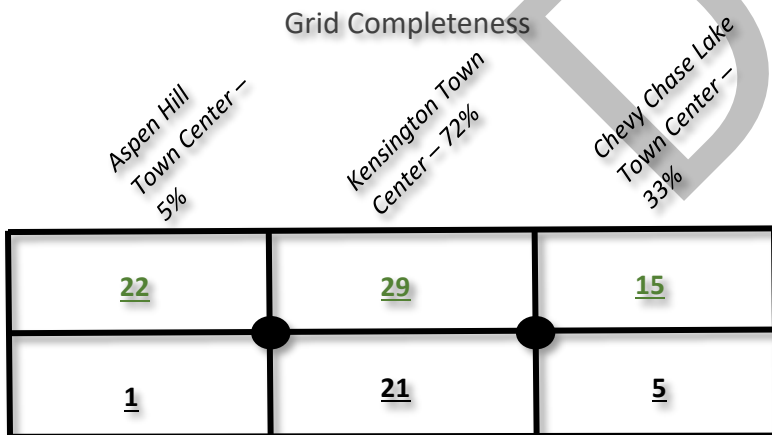 Grid Completeness
Aspen Hill
Town Center –
5%
Kensington Town
Center – 72%
Chevy Chase Lake
Town Center –
33%
22
29
15
1
21
5